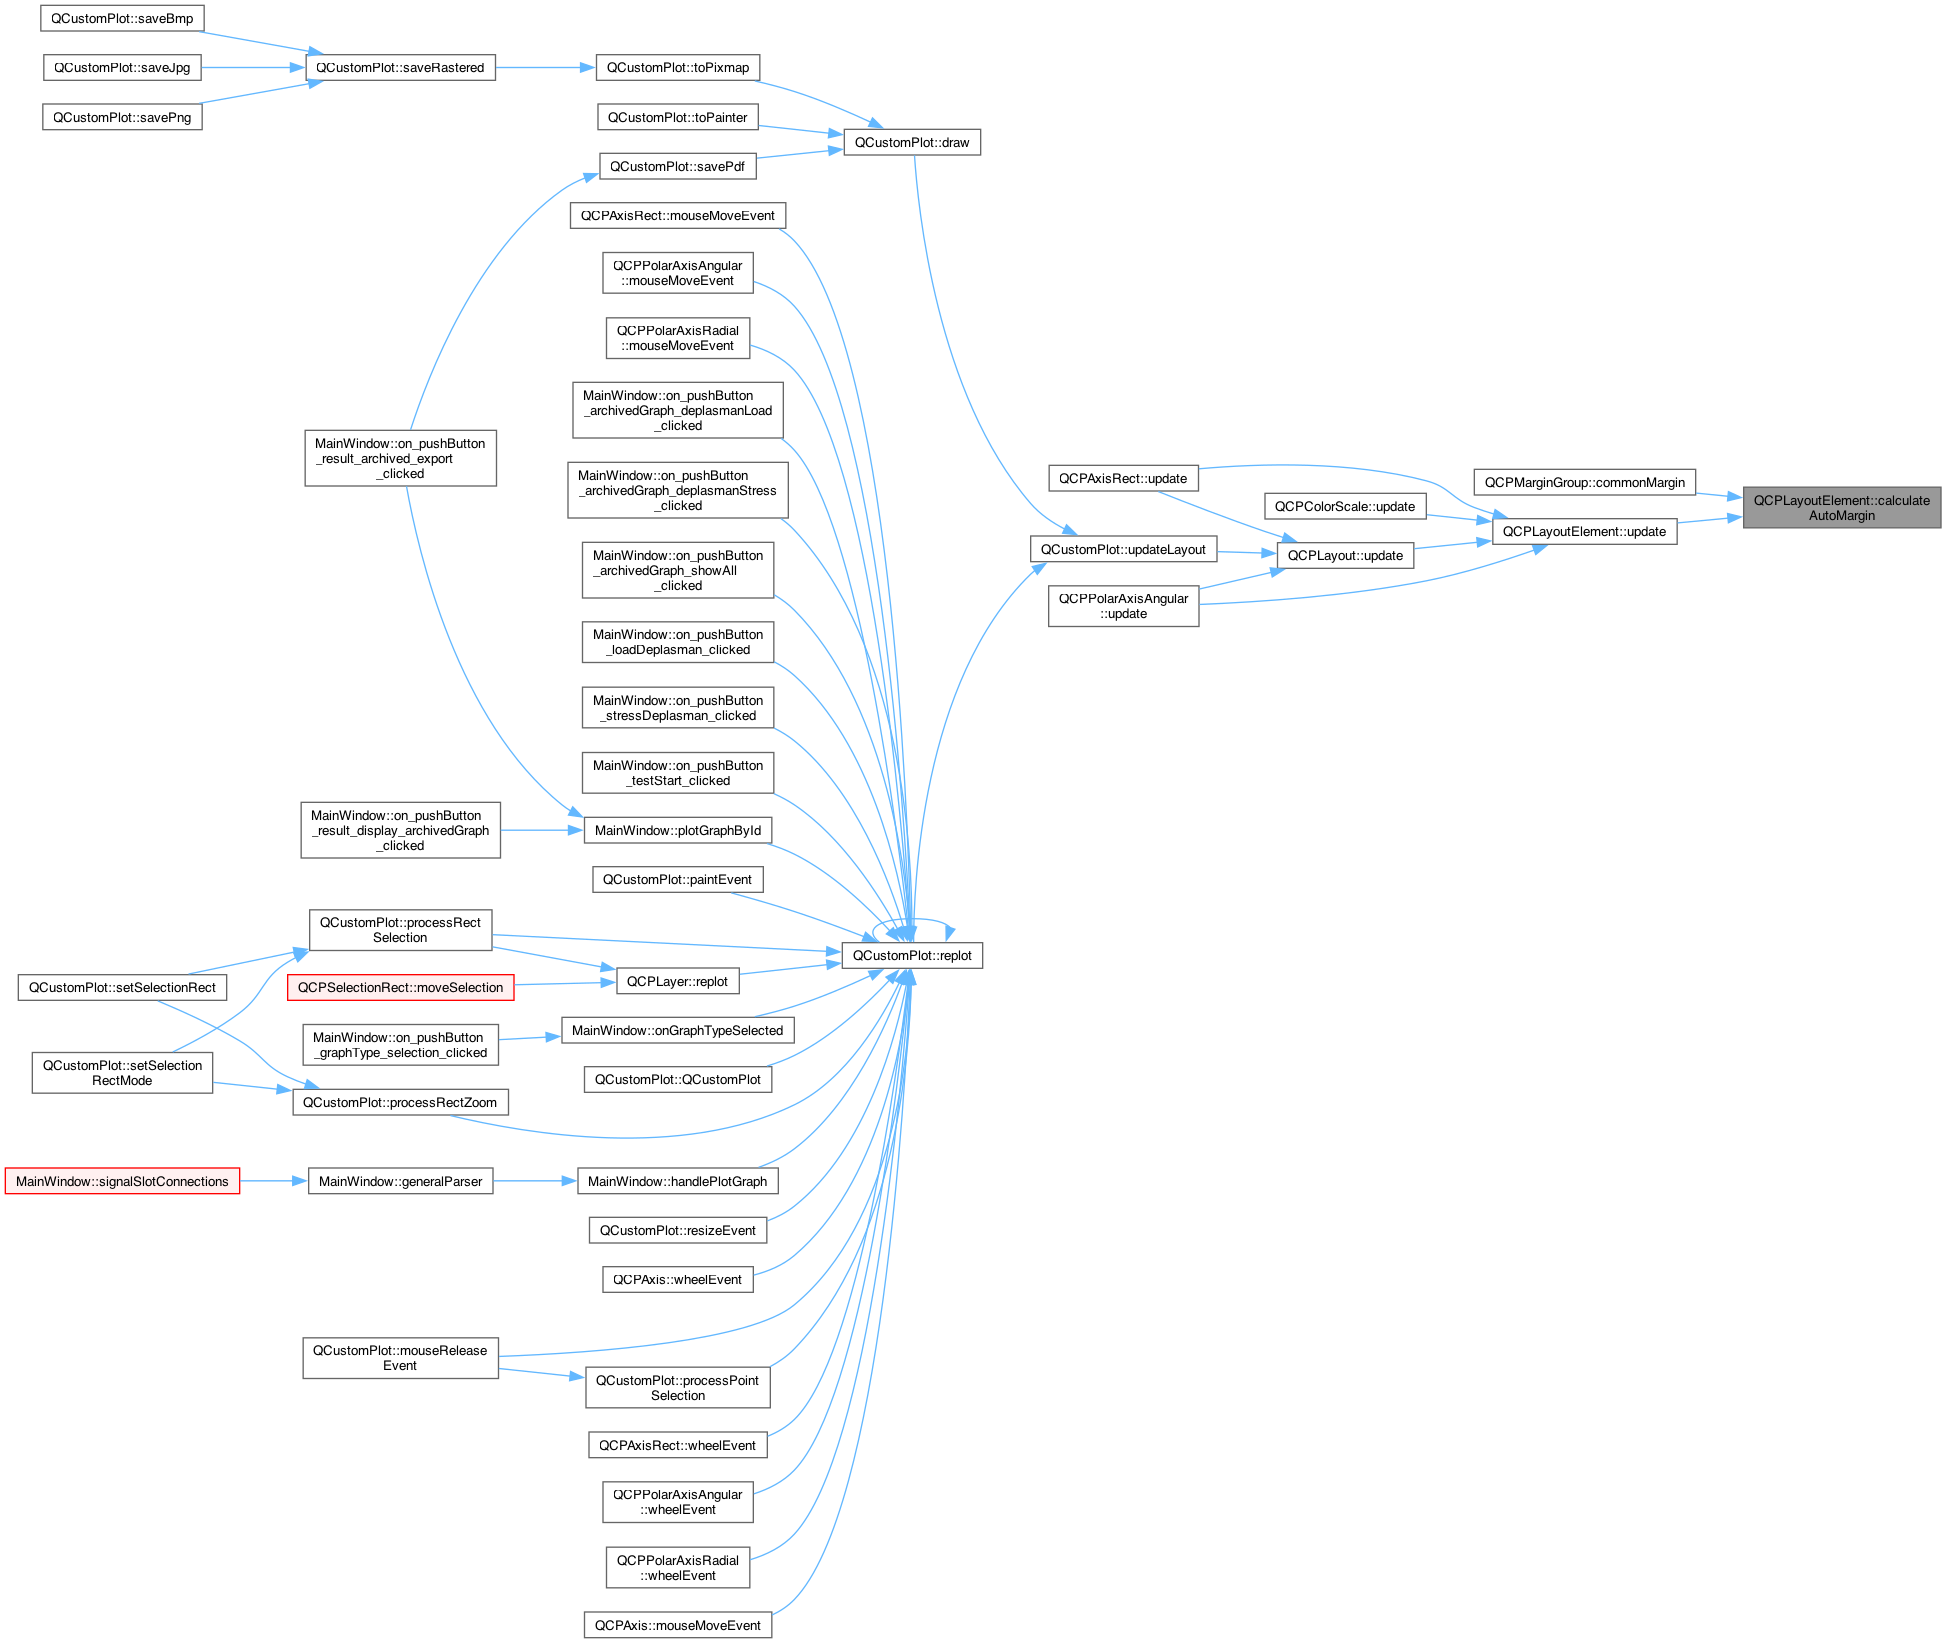 QCustomPlot::saveBmp
QCustomPlot::saveJpg
QCustomPlot::savePng
QCustomPlot::saveRastered
QCustomPlot::toPixmap
QCustomPlot::toPainter
QCustomPlot::savePdf
QCustomPlot::draw
QCPAxisRect::mouseMoveEvent
QCPPolarAxisAngular
::mouseMoveEvent
QCPPolarAxisRadial
::mouseMoveEvent
MainWindow::on_pushButton
_archivedGraph_deplasmanLoad
_clicked
MainWindow::on_pushButton
_result_archived_export
_clicked
MainWindow::on_pushButton
_archivedGraph_deplasmanStress
_clicked
MainWindow::on_pushButton
_archivedGraph_showAll
_clicked
MainWindow::on_pushButton
_loadDeplasman_clicked
MainWindow::on_pushButton
_stressDeplasman_clicked
MainWindow::on_pushButton
_testStart_clicked
MainWindow::on_pushButton
_result_display_archivedGraph
_clicked
MainWindow::plotGraphById
QCustomPlot::paintEvent
QCustomPlot::processRect
Selection
QCustomPlot::replot
QCustomPlot::setSelectionRect
QCPSelectionRect::moveSelection
QCPLayer::replot
MainWindow::on_pushButton
_graphType_selection_clicked
MainWindow::onGraphTypeSelected
QCustomPlot::setSelection
RectMode
QCustomPlot::QCustomPlot
QCustomPlot::processRectZoom
MainWindow::signalSlotConnections
MainWindow::generalParser
MainWindow::handlePlotGraph
QCustomPlot::resizeEvent
QCPAxis::wheelEvent
QCustomPlot::mouseRelease
Event
QCustomPlot::processPoint
Selection
QCPAxisRect::wheelEvent
QCPPolarAxisAngular
::wheelEvent
QCPPolarAxisRadial
::wheelEvent
QCPAxis::mouseMoveEvent
QCPAxisRect::update
QCustomPlot::updateLayout
QCPPolarAxisAngular
::update
QCPColorScale::update
QCPLayout::update
QCPMarginGroup::commonMargin
QCPLayoutElement::update
QCPLayoutElement::calculate
AutoMargin